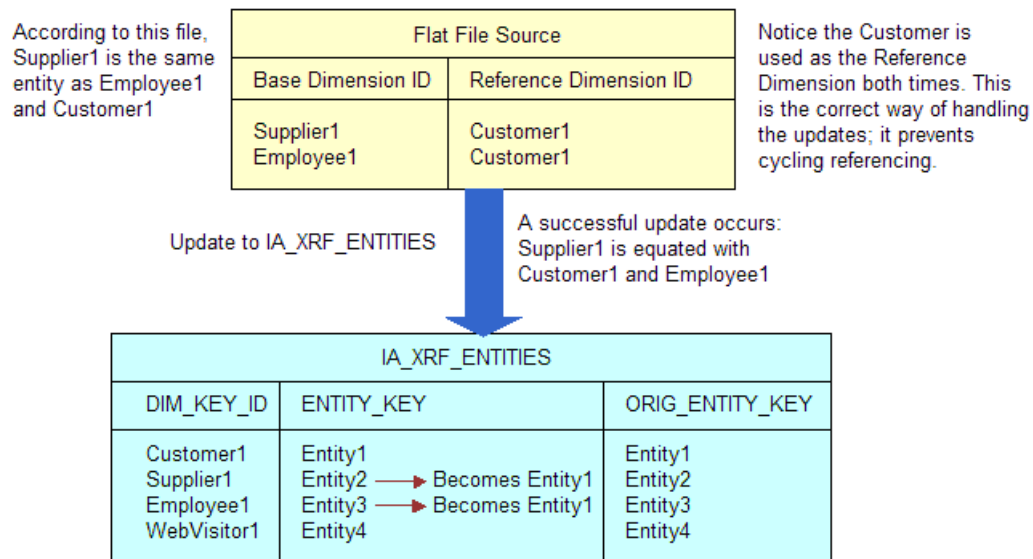 According to this file,
Supplier1 is the same
entity as Employee1
and Customer1
Flat File Source
Base Dimension ID Reference Dimension ID
Supplier1 Customer1
Employee1 Customer1
Notice the Customer is
used as the Reference
Dimension both times. This
is the correct way of handling
the updates; it prevents
cycling referencing.
Update to IA_XRF_ENTITIES
A successful update occurs:
Supplier1 is equated with
Customer1 and Employee1
IA_XRF_ENTITIES
DIM_KEY_ID ENTITY_KEY ORIG_ENTITY_KEY
Customer1 Entity1 Entity1
Supplier1 Entity2 Becomes Entity1 Entity2
Employee1 Entity3 Becomes Entity1 Entity3
WebVisitor1 Entity4 Entity4